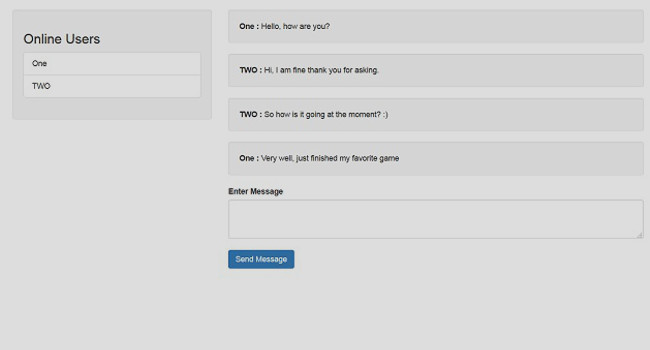 Online Users
One
TWO
One : Hello, how are you?
TWO : Hi, I am fine thank you for asking.
TWO : So how is it going at the moment? :)
One : Very well, just finished my favorite game
Enter Message
Send Message